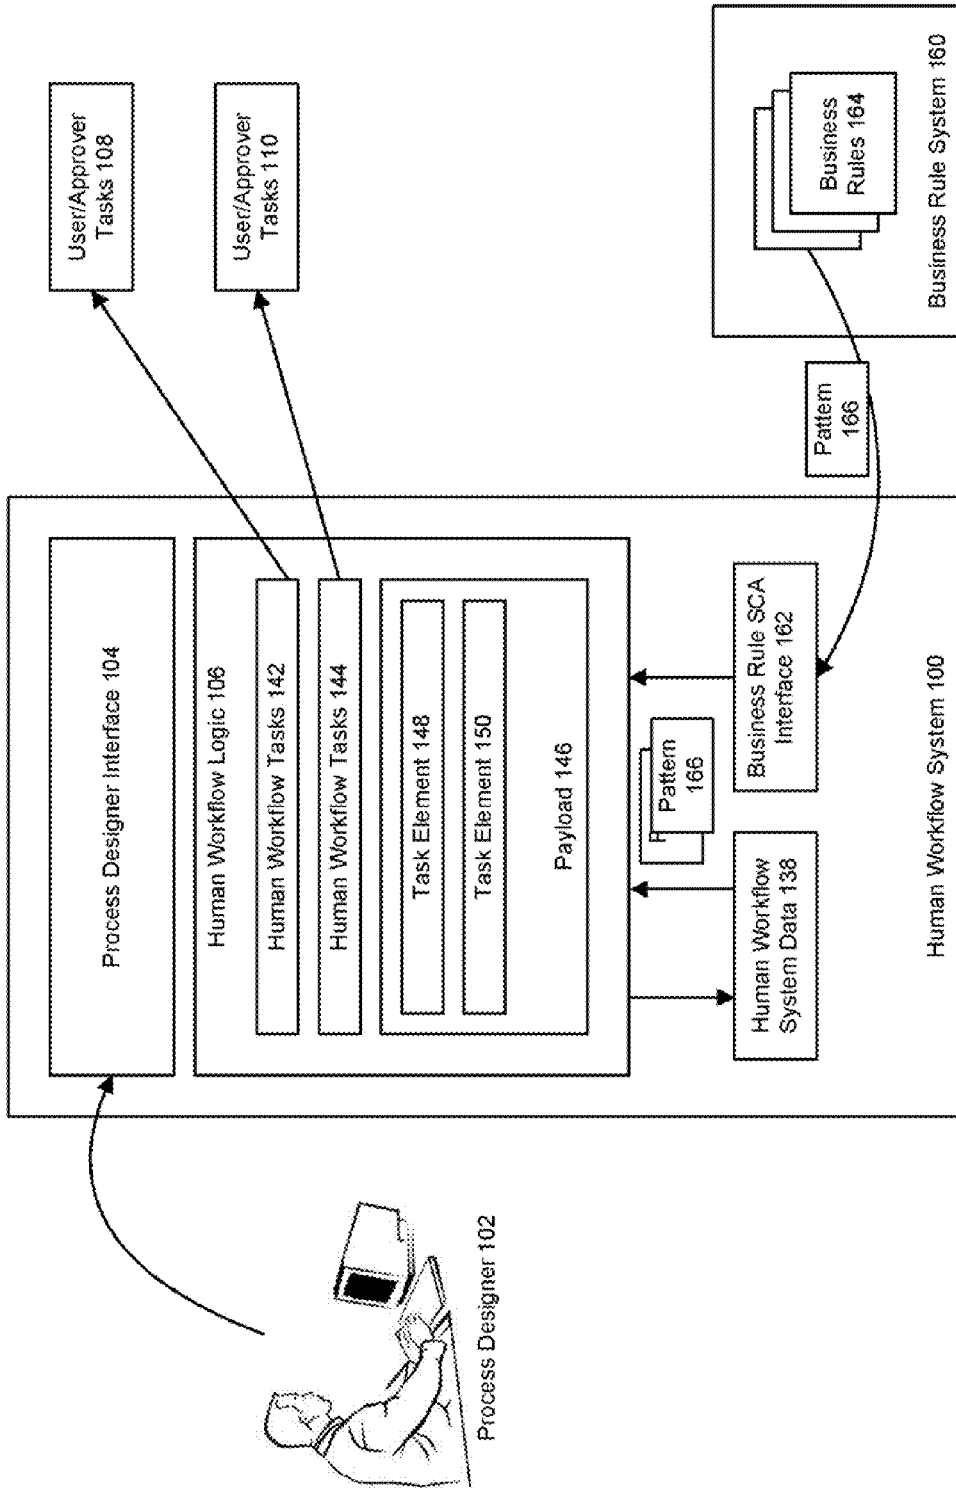 Process Designer Interface 104
Human Workflow Logic 106
Human Workflow Tasks 142
Human Workflow Tasks 144
Task Element 148
Task Element 150
Payload 146
Pattern
166
Human Workflow
System Data 138
Business Rule SCA
Interface 162
Human Workflow System 100
Process Designer 102
User/Approver
Tasks 108
User/Approver
Tasks 110
Pattern
166
Business
Rules 164
Business Rule System 160